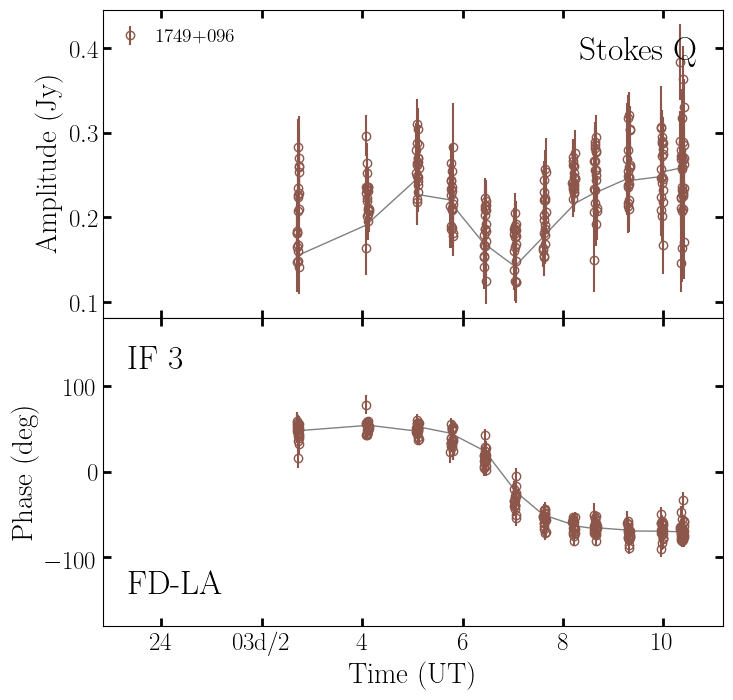 1749+096
Stokes Q
0.4
0.3
0.2
0.1
Amplitude (Jy)
IF 3
100
0
−100
Phase (deg)
FD-LA
24 03d/2 4 6 8 10
Time (UT)